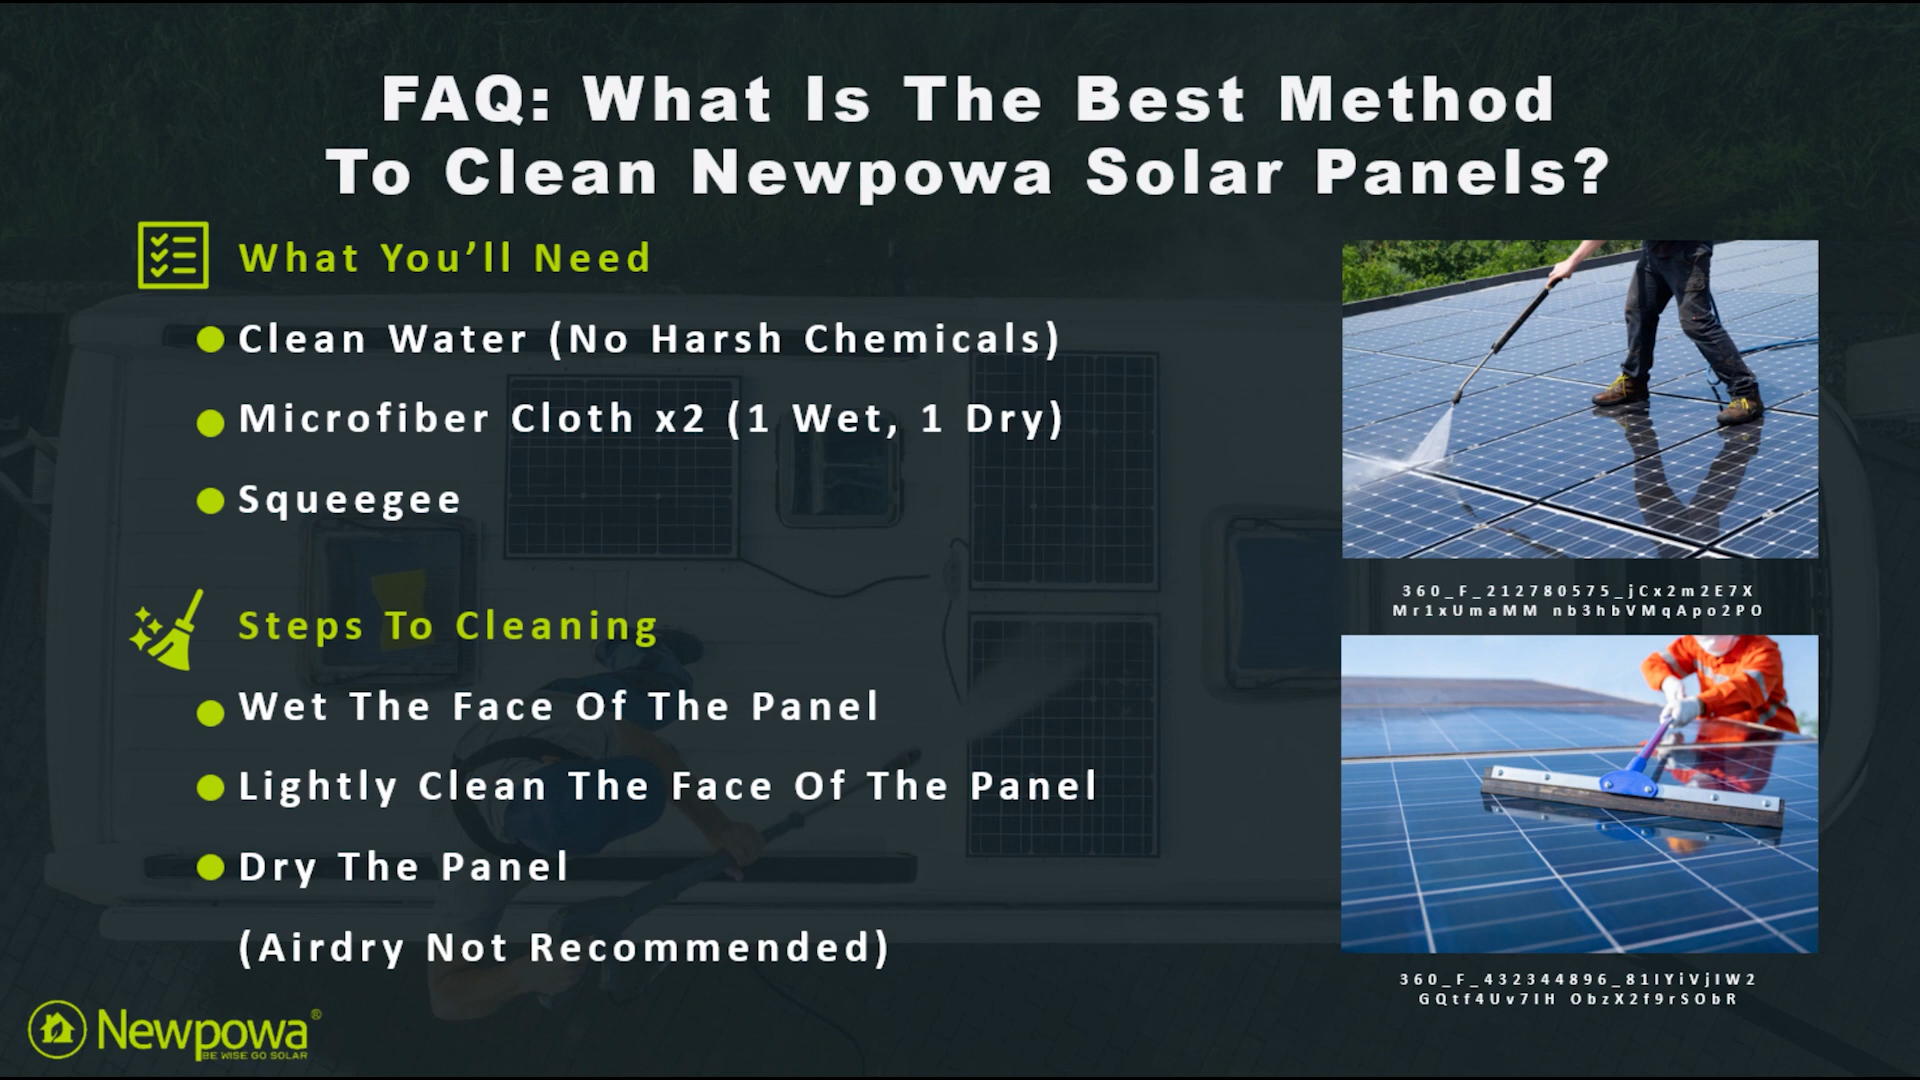 FAQ: What Is The Best Method
To Clean Newpowa Solar Panels?
What You’ll Need
Clean Water (No Harsh Chemicals)
Microfiber Cloth x2 (1 Wet, 1 Dry)
Squeegee
Steps To Cleaning
Wet The Face Of The Panel
Lightly Clean The Face Of The Panel
Dry The Panel
(Airdry Not Recommended)
360_F_212780575_jCx2m2E7X
Mr1xUmaMM nb3hbVMqApo2PO
360_F_432344896_81IYiVjIW2
GQtf4Uv7IH ObzX2f9rSObR
Newpowa®
BE WISE GO SOLAR